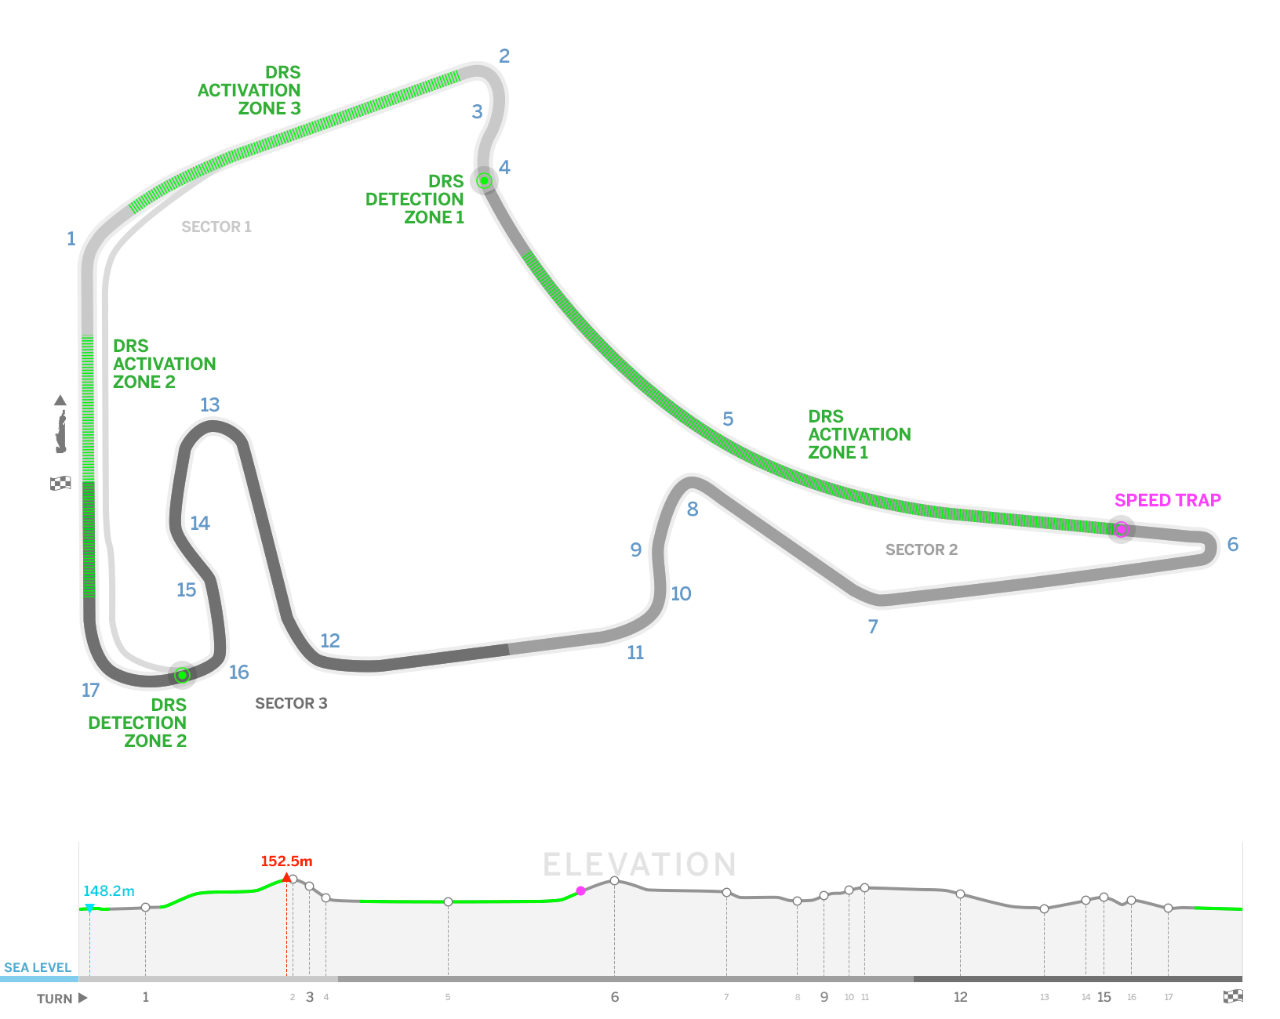 2
DRS
ACTIVATION
ZONE 3
3
4
DRS
DETECTION
ZONE 1
SECTOR 1
1
DRS
ACTIVATION
ZONE 2
13
5
DRS
ACTIVATION
ZONE 1
SPEED TRAP
8
14
6
9
SECTOR 2
15
10
7
12
11
16
17
SECTOR 3
DRS
DETECTION
ZONE 2
ELEVATION
152.5m
148.2m
SEA LEVEL
TURN 1 2 3 4 5 6 7 8 9 10 11 12 13 14 15 16 17